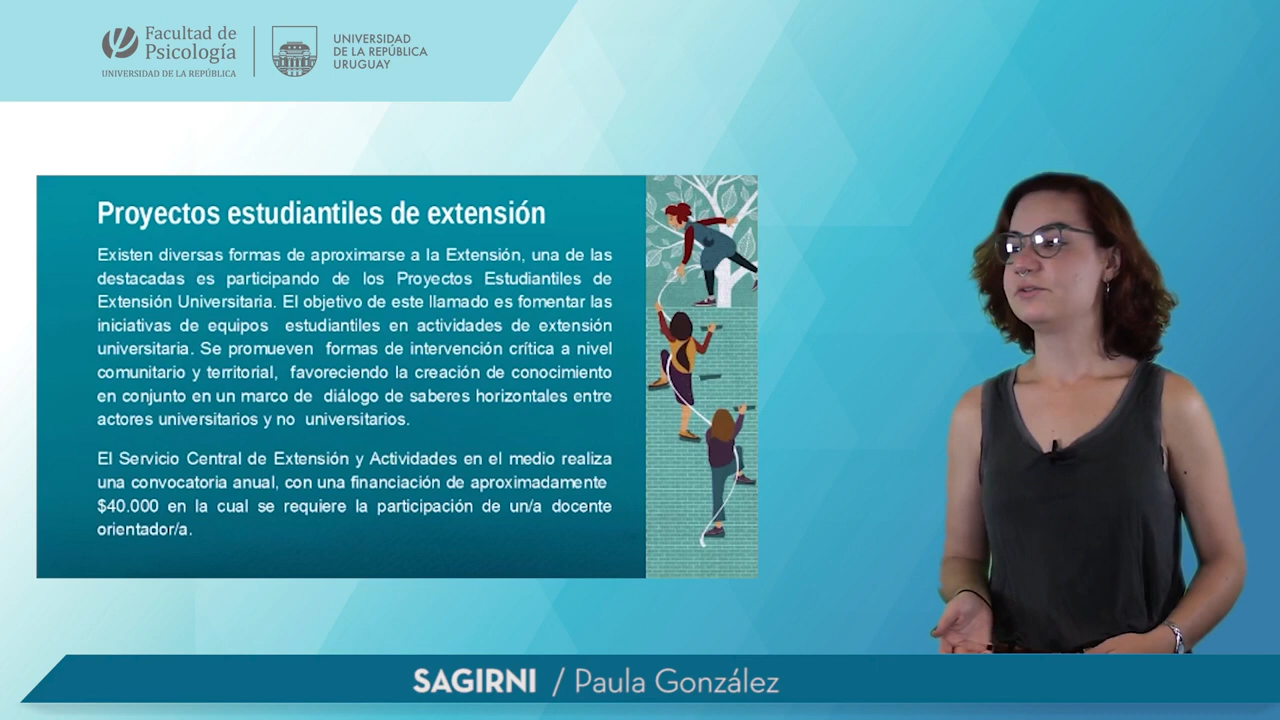 Facultad de
Psicología
UNIVERSIDAD DE LA REPÚBLICA
UNIVERSIDAD
DE LA REPÚBLICA
URUGUAY
Proyectos estudiantiles de extensión
Existen diversas formas de aproximarse a la Extensión, una de las
destacadas es participando de los Proyectos Estudiantiles de
Extensión Universitaria. El objetivo de este llamado es fomentar las
iniciativas de equipos estudiantiles en actividades de extensión
universitaria. Se promueven formas de intervención crítica a nivel
comunitario y territorial, favoreciendo la creación de conocimiento
en conjunto en un marco de diálogo de saberes horizontales entre
actores universitarios y no universitarios.
El Servicio Central de Extensión y Actividades en el medio realiza
una convocatoria anual, con una financiación de aproximadamente
$40.000 en la cual se requiere la participación de un/a docente
orientador/a.
SAGIRNI / Paula González